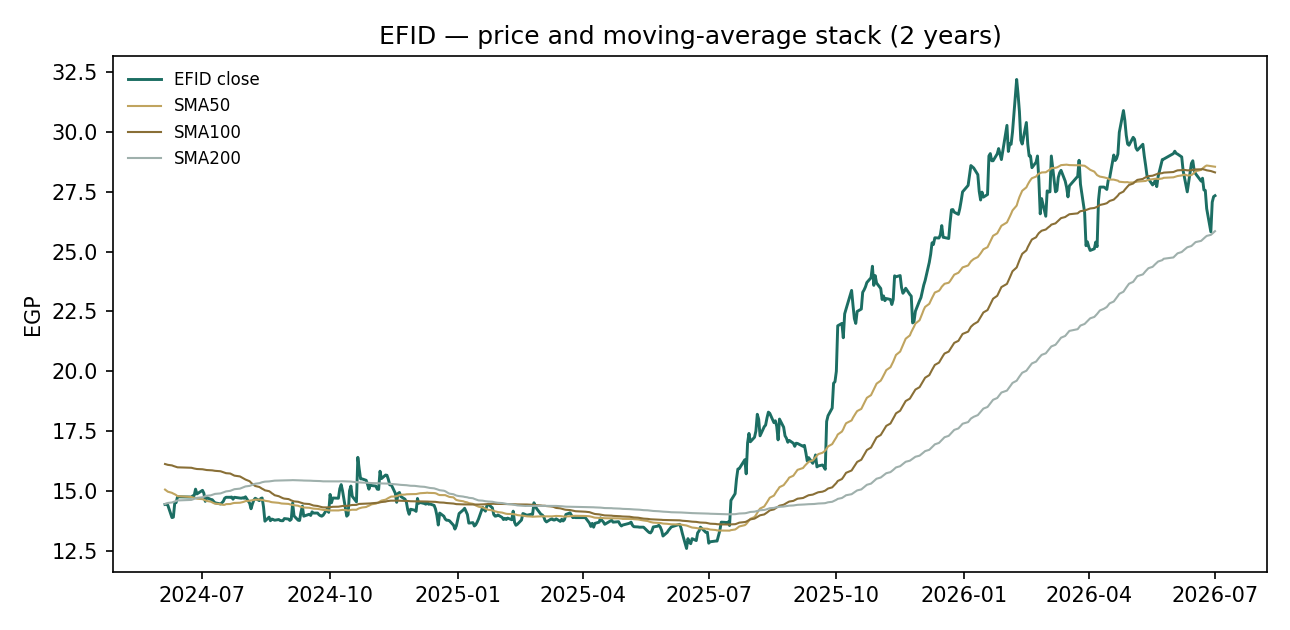 EFID — price and moving-average stack (2 years)
EFID close
SMA50
SMA100
SMA200
EGP
32.5
30.0
27.5
25.0
22.5
20.0
17.5
15.0
12.5
2024-07 2024-10 2025-01 2025-04 2025-07 2025-10 2026-01 2026-04 2026-07